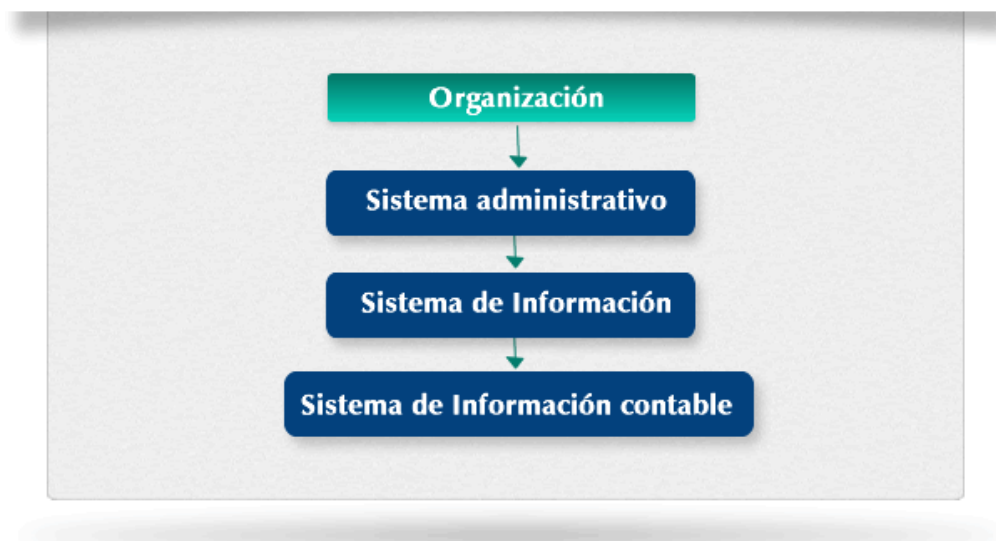 Organización
Sistema administrativo
Sistema de Información
Sistema de Información contable